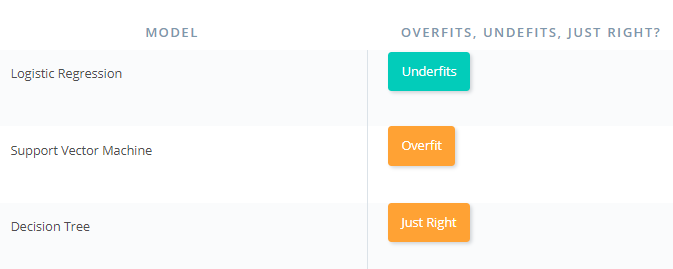 MODEL
OVERFITS, UNDEFITS, JUST RIGHT?
Logistic Regression
Underfits
Support Vector Machine
Overfit
Decision Tree
Just Right